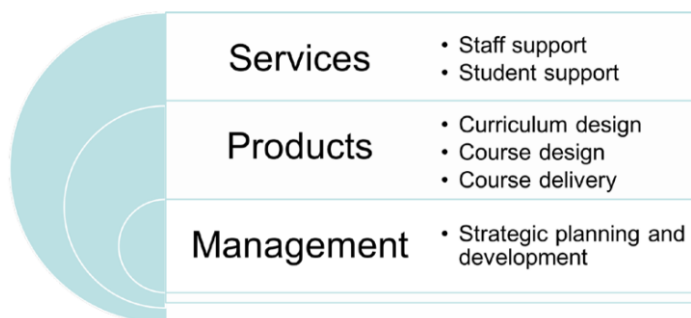 Services
• Staff support
• Student support
Products
• Curriculum design
• Course design
• Course delivery
Management
• Strategic planning and
development